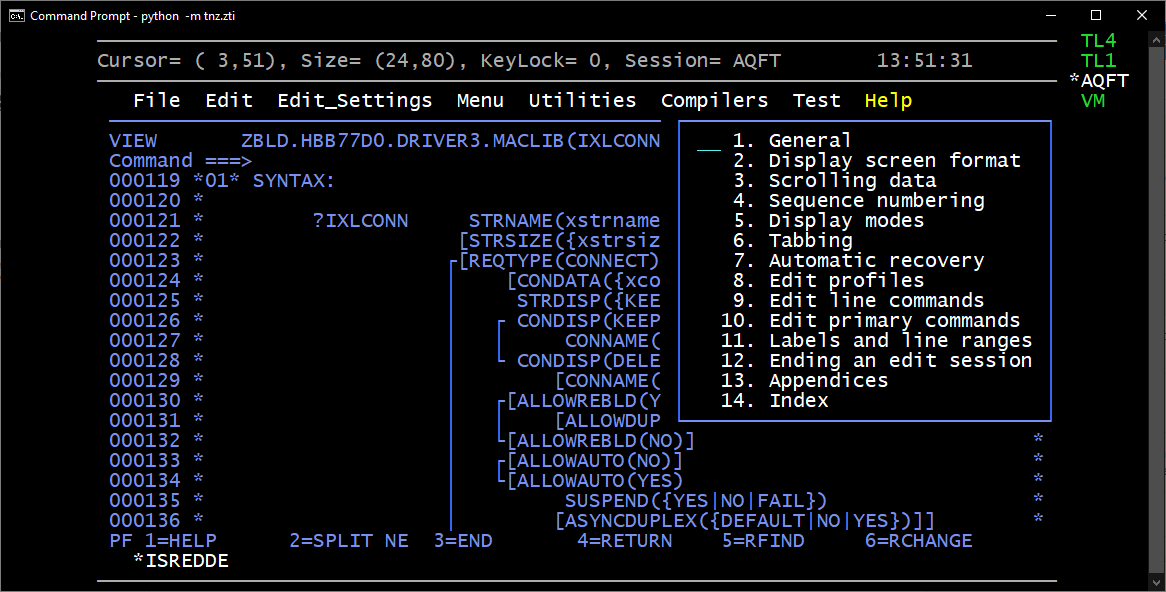 Command Prompt - python -m tnz.zti
Cursor= ( 3,51), Size= (24,80), KeyLock= 0, Session= AQFT 13:51:31
TL4
TL1
*AQFT
VM
File Edit Edit_Settings Menu Utilities Compilers Test Help
VIEW ZBLD.HBB77D0.DRIVER3.MACLIB(IXLCONN
Command ===>
000119 *01* SYNTAX:
000120 *
000121 * ?IXLCONN STRNAME(xstrname
000122 * [STRSIZE({xstrsiz
000123 * [REQTYPE(CONNECT)
000124 * [CONDATA({xco
000125 * STRDISP({KEE
000126 * CONDISP(KEEP
000127 * CONNAME(
000128 * CONDISP(DELE
000129 * [CONNAME(
000130 * [ALLOWREBLD(Y
000131 * [ALLOWDUP
000132 * [ALLOWREBLD(NO)] *
000133 * [ALLOWAUTO(NO)] *
000134 * [ALLOWAUTO(YES) *
000135 * SUSPEND({YES|NO|FAIL}) *
000136 * [ASYNCDUPLEX({DEFAULT|NO|YES})]] *
__ 1. General
2. Display screen format
3. Scrolling data
4. Sequence numbering
5. Display modes
6. Tabbing
7. Automatic recovery
8. Edit profiles
9. Edit line commands
10. Edit primary commands
11. Labels and line ranges
12. Ending an edit session
13. Appendices
14. Index
PF 1=HELP 2=SPLIT NE 3=END 4=RETURN 5=RFIND 6=RCHANGE
*ISREDDE